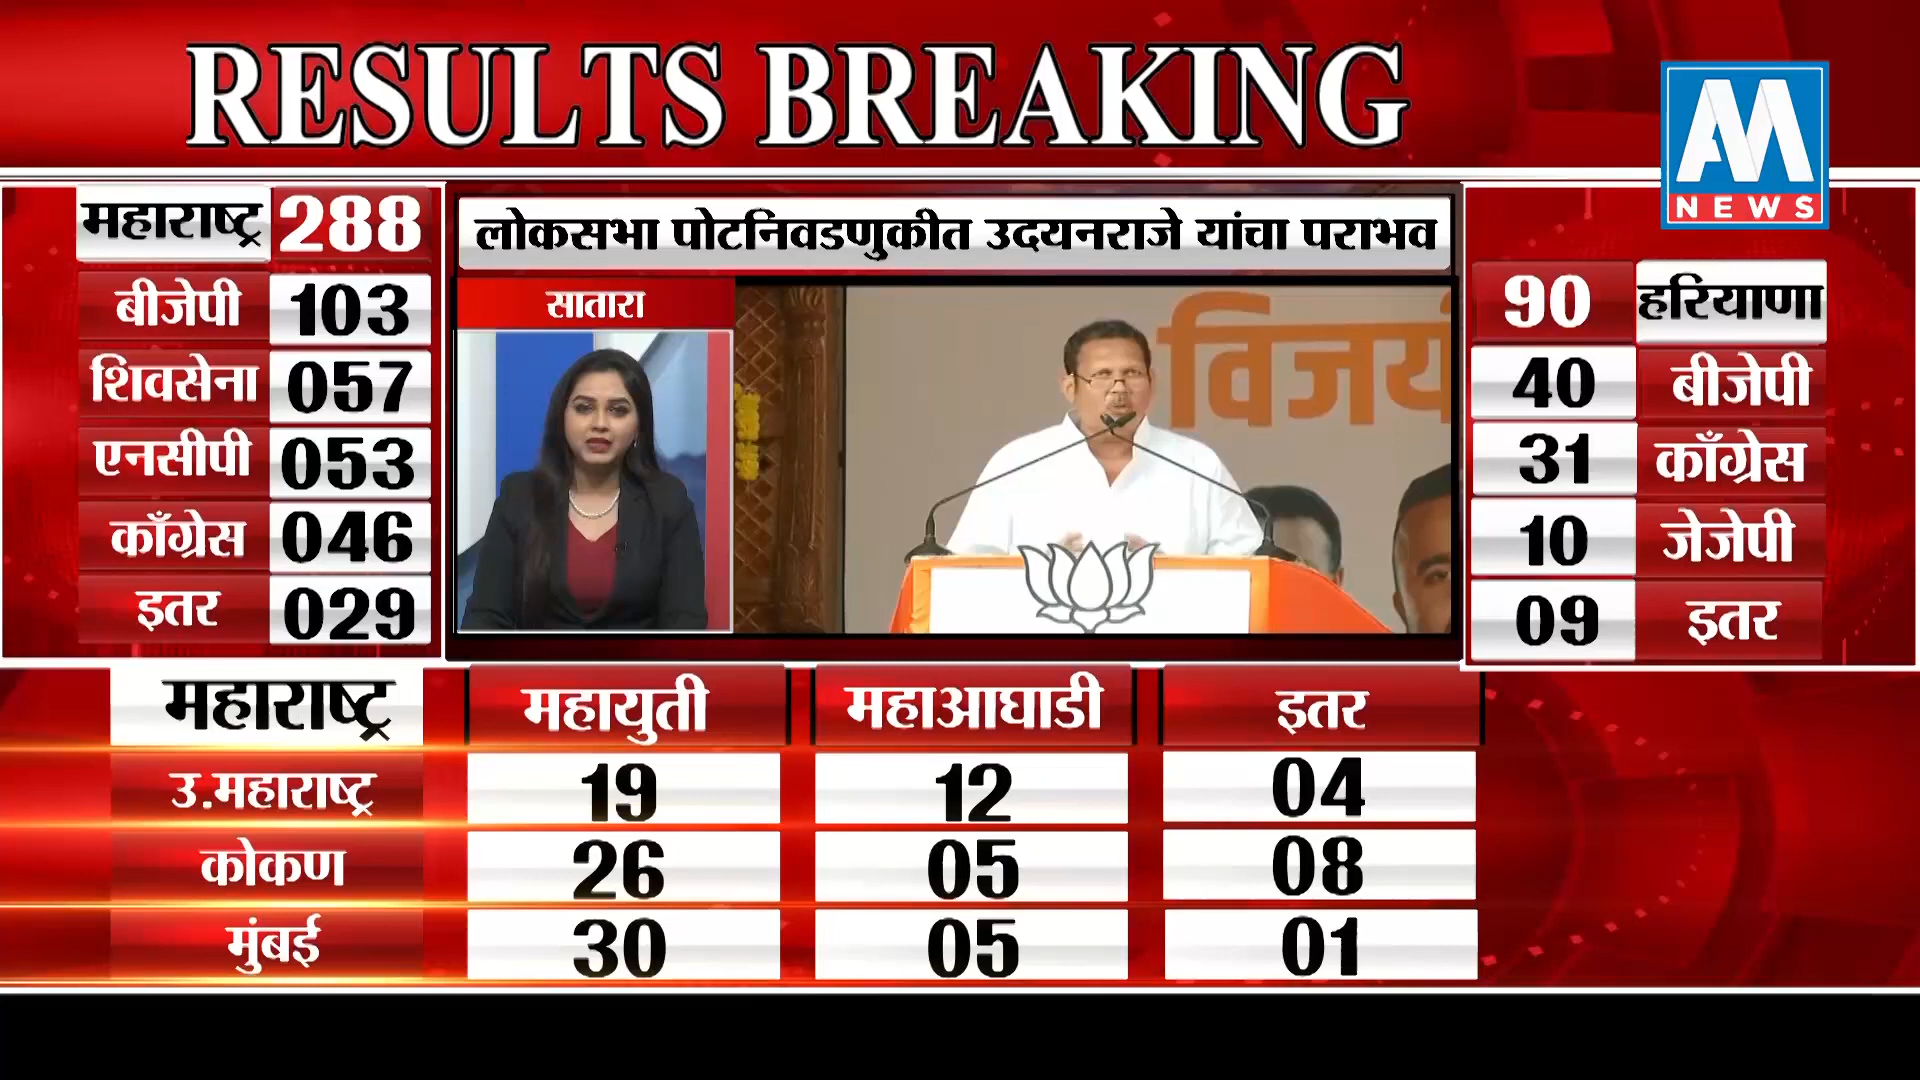 RESULTS BREAKING
AM
NEWS
महाराष्ट्र 288
बीजेपी 103
शिवसेना 057
एनसीपी 053
काँग्रेस 046
इतर 029
लोकसभा पोटनिवडणुकीत उदयनराजे यांचा पराभव
सातारा
विजय
90 हरियाणा
40 बीजेपी
31 काँग्रेस
10 जेजेपी
09 इतर
महाराष्ट्र महायुती महाआघाडी इतर
उ.महाराष्ट्र 19 12 04
कोकण 26 05 08
मुंबई 30 05 01